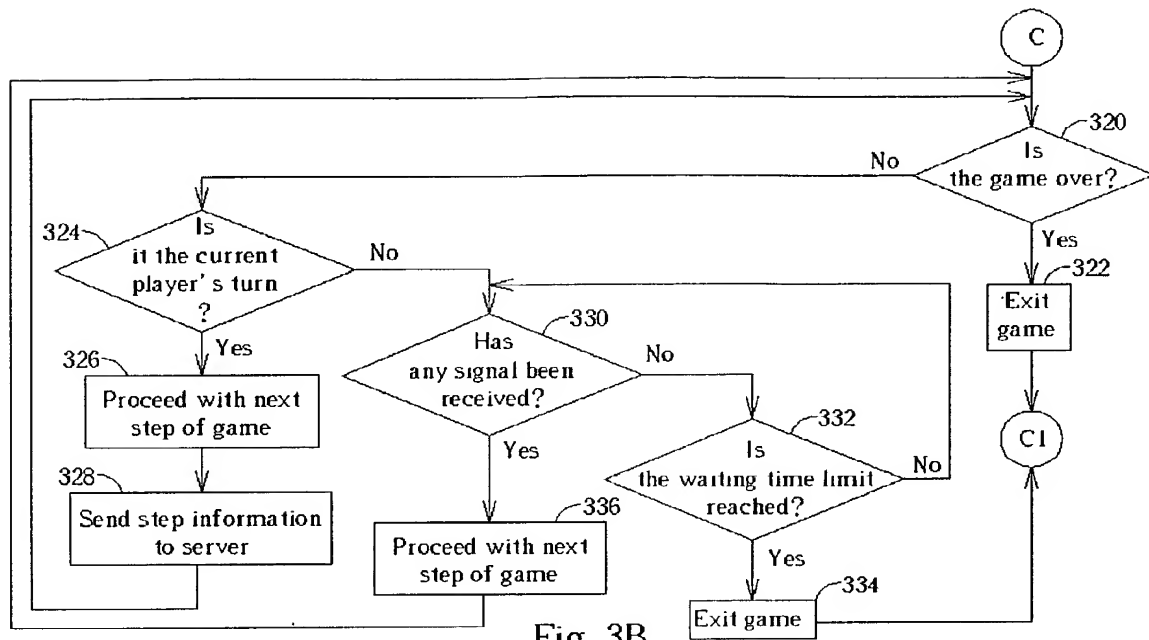 C
320
Is
the game over?
No
Yes
324
Is
it the current
player's turn
?
No
Yes
322
Exit
game
330
Has
any signal been
received?
No
Yes
326
Proceed with next
step of game
332
Is
the waiting time limit
reached?
No
Yes
C1
328
Send step information
to server
336
Proceed with next
step of game
334
Exit game
Fig. 3B